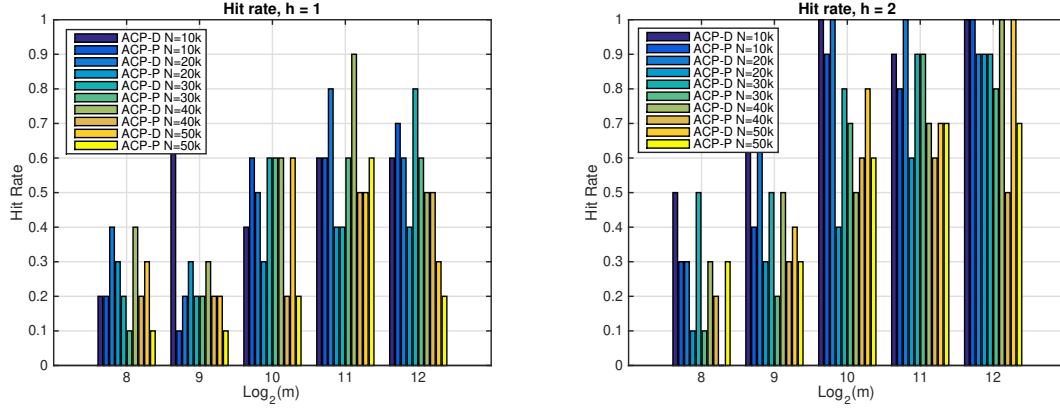 Hit rate, h = 1
1
0.9
0.8
0.7
0.6
0.5
0.4
0.3
0.2
0.1
0
Hit Rate
ACP-D N=10k
ACP-P N=10k
ACP-D N=20k
ACP-P N=20k
ACP-D N=30k
ACP-P N=30k
ACP-D N=40k
ACP-P N=40k
ACP-D N=50k
ACP-P N=50k
8 9 10 11 12
Log2(m)
Hit rate, h = 2
1
0.9
0.8
0.7
0.6
0.5
0.4
0.3
0.2
0.1
0
Hit Rate
ACP-D N=10k
ACP-P N=10k
ACP-D N=20k
ACP-P N=20k
ACP-D N=30k
ACP-P N=30k
ACP-D N=40k
ACP-P N=40k
ACP-D N=50k
ACP-P N=50k
8 9 10 11 12
Log2(m)